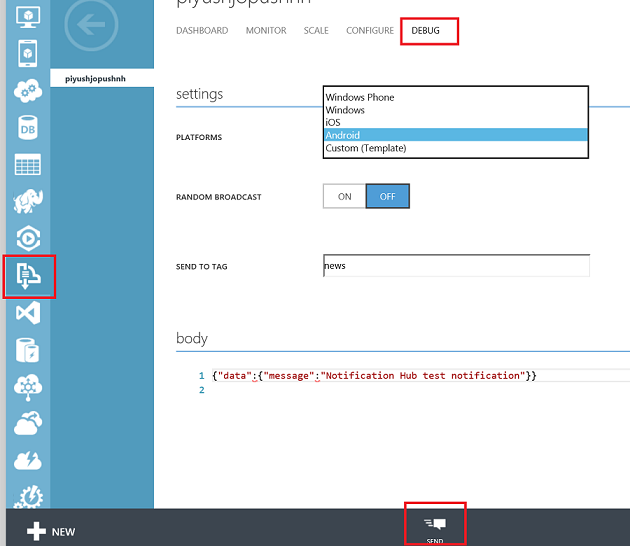 piyushjopushnh
DASHBOARD MONITOR SCALE CONFIGURE DEBUG
piyushjopushnh
settings
Windows Phone
Windows
iOS
Android
Custom (Template)
PLATFORMS
RANDOM BROADCAST ON OFF
SEND TO TAG news
body
1 {"data":{"message":"Notification Hub test notification"}}
2
DB
NEW
SEND